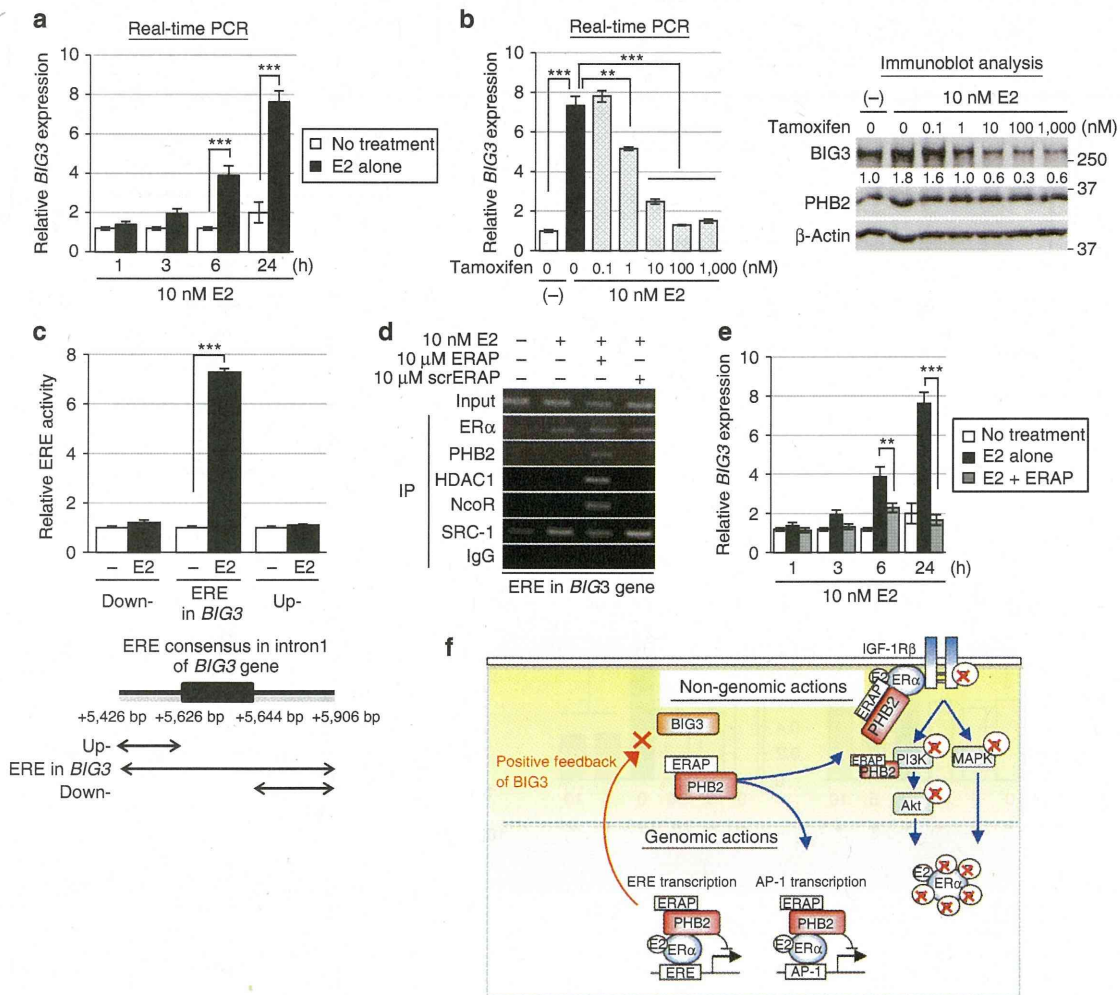 a
Real-time PCR
Relative BIG3 expression
10
8
6
4
2
0
***
***
1 3 6 24 (h)
10 nM E2
No treatment
E2 alone
b
Real-time PCR
Relative BIG3 expression
10
8
6
4
2
0
*** ** ***
Tamoxifen 0 0 0.1 1 10 100 1,000 (nM)
(–) 10 nM E2
Immunoblot analysis
(–) 10 nM E2
Tamoxifen 0 0 0.1 1 10 100 1,000 (nM)
BIG3 -250
1.0 1.8 1.6 1.0 0.6 0.3 0.6
-37
PHB2
β-Actin
-37
c
Relative ERE activity
8
6
4
2
0
***
– E2 – E2 – E2
Down- ERE in BIG3 Up-
ERE consensus in intron1
of BIG3 gene
+5,426 bp +5,626 bp +5,644 bp +5,906 bp
Up-
ERE in BIG3
Down-
d
10 nM E2 – + + +
10 μM ERAP – – + –
10 μM scrERAP – – – +
Input
IP
ERα
PHB2
HDAC1
NcoR
SRC-1
IgG
ERE in BIG3 gene
e
Relative BIG3 expression
10
8
6
4
2
0
**
***
1 3 6 24 (h)
10 nM E2
No treatment
E2 alone
E2 + ERAP
f
IGF-1Rβ
Non-genomic actions
E2 ERα
ERAP
PHB2
BIG3
Positive feedback
of BIG3
ERAP
PHB2
ERAP
PHB2
PI3K
MAPK
Akt
Genomic actions
ERE transcription
ERAP
PHB2
E2 ERα
ERE
AP-1 transcription
ERAP
PHB2
E2 ERα
AP-1
E2
ERα